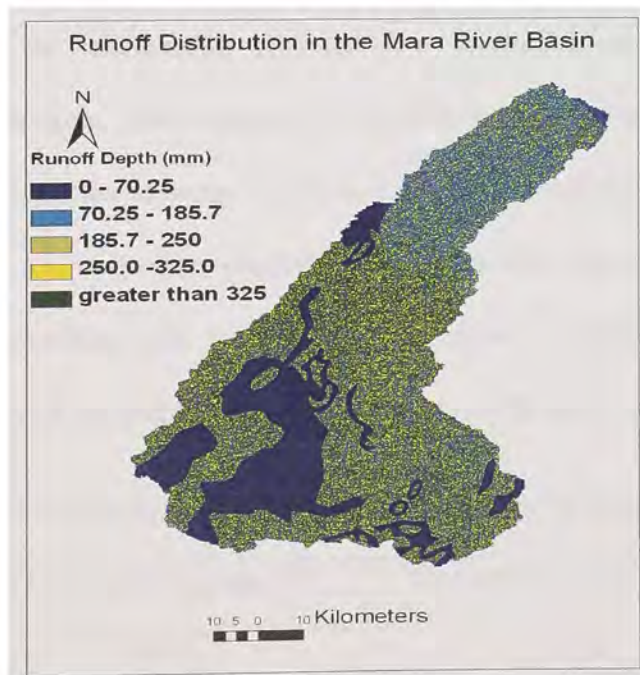 Runoff Distribution in the Mara River Basin
N
Runoff Depth (mm)
0 - 70.25
70.25 - 185.7
185.7 - 250
250.0 -325.0
greater than 325
10 5 0 10 Kilometers